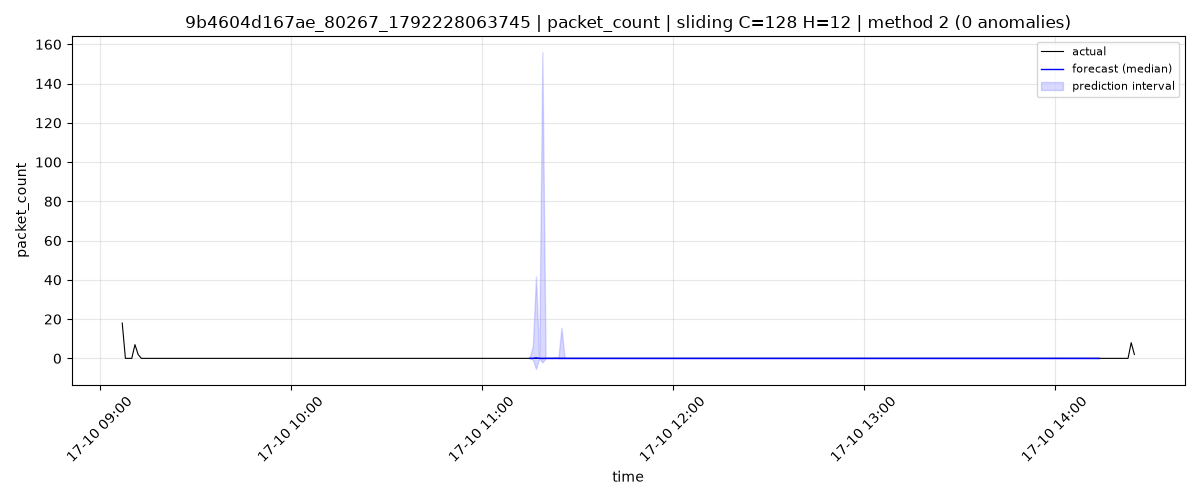 9b4604d167ae_80267_1792228063745 | packet_count | sliding C=128 H=12 | method 2 (0 anomalies)
actual
forecast (median)
prediction interval
packet_count
160
140
120
100
80
60
40
20
0
17-10 09:00
17-10 10:00
17-10 11:00
17-10 12:00
17-10 13:00
17-10 14:00
time